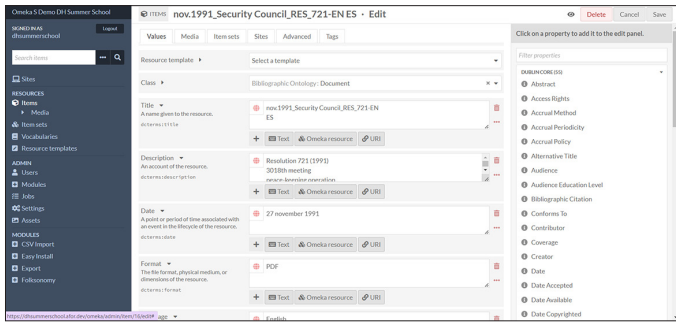 Omeka S Demo DH Summer School
SIGNED IN AS
dhsummerschool
Logout
Search items
Sites
RESOURCES
Items
Media
Item sets
Vocabularies
Resource templates
ADMIN
Users
Modules
Jobs
Settings
Assets
MODULES
CSV Import
Easy Install
Export
Folksonomy
https://dhsummerschool.afor.dev/omeka/admin/item/16/edit#
ITEMS nov.1991_Security Council_RES_721-EN ES · Edit
Delete Cancel Save
Values Media Item sets Sites Advanced Tags
Resource template
Select a template
Class
Bibliographic Ontology: Document
Title
A name given to the resource.
dcterms:title
nov.1991_Security Council_RES_721-EN
ES
Text Omeka resource URI
Description
An account of the resource.
dcterms:description
Resolution 721 (1991)
3018th meeting
peace-keeping operation
Text Omeka resource URI
Date
A point or period of time associated with
an event in the lifecycle of the resource.
dcterms:date
27 november 1991
Text Omeka resource URI
Format
The file format, physical medium, or
dimensions of the resource.
dcterms:format
PDF
Text Omeka resource URI
English
Click on a property to add it to the edit panel.
Filter properties
DUBLIN CORE (55)
Abstract
Access Rights
Accrual Method
Accrual Periodicity
Accrual Policy
Alternative Title
Audience
Audience Education Level
Bibliographic Citation
Conforms To
Contributor
Coverage
Creator
Date
Date Accepted
Date Available
Date Copyrighted